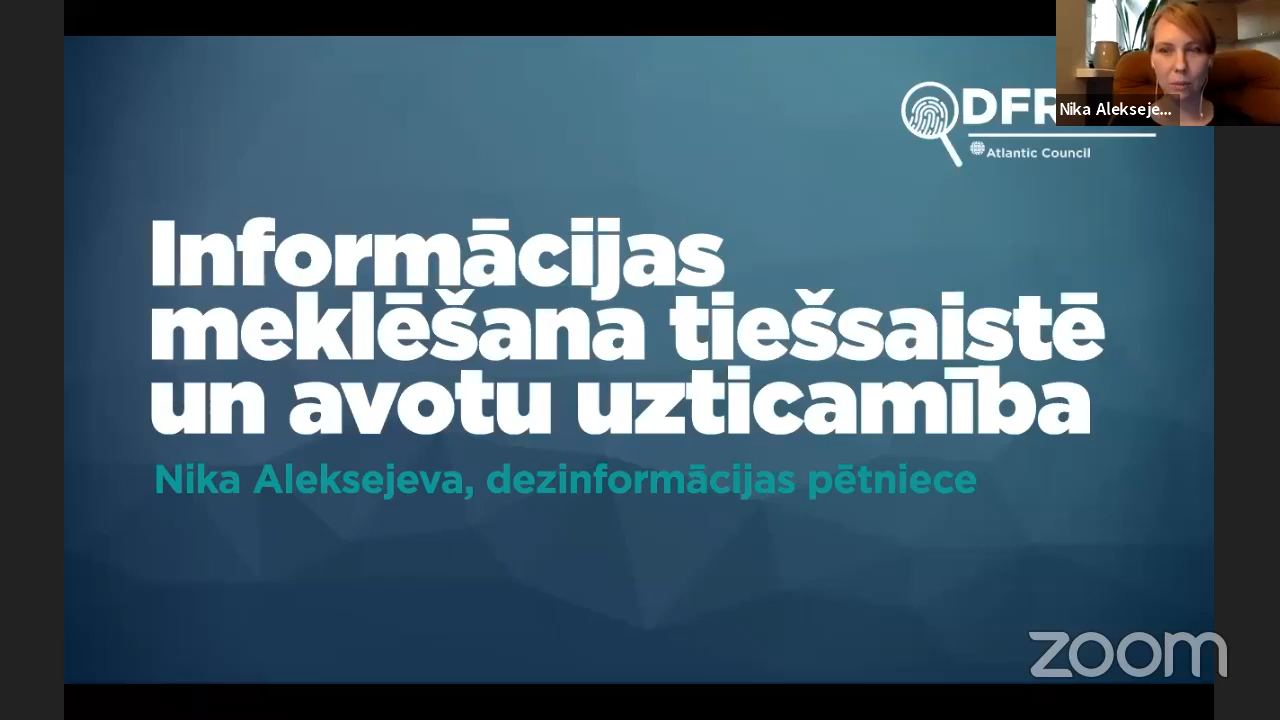 DFR
Nika Alekseje...
Atlantic Council
Informācijas
meklēšana tiešsaistē
un avotu uzticamība
Nika Aleksejeva, dezinformācijas pētniece
zoom